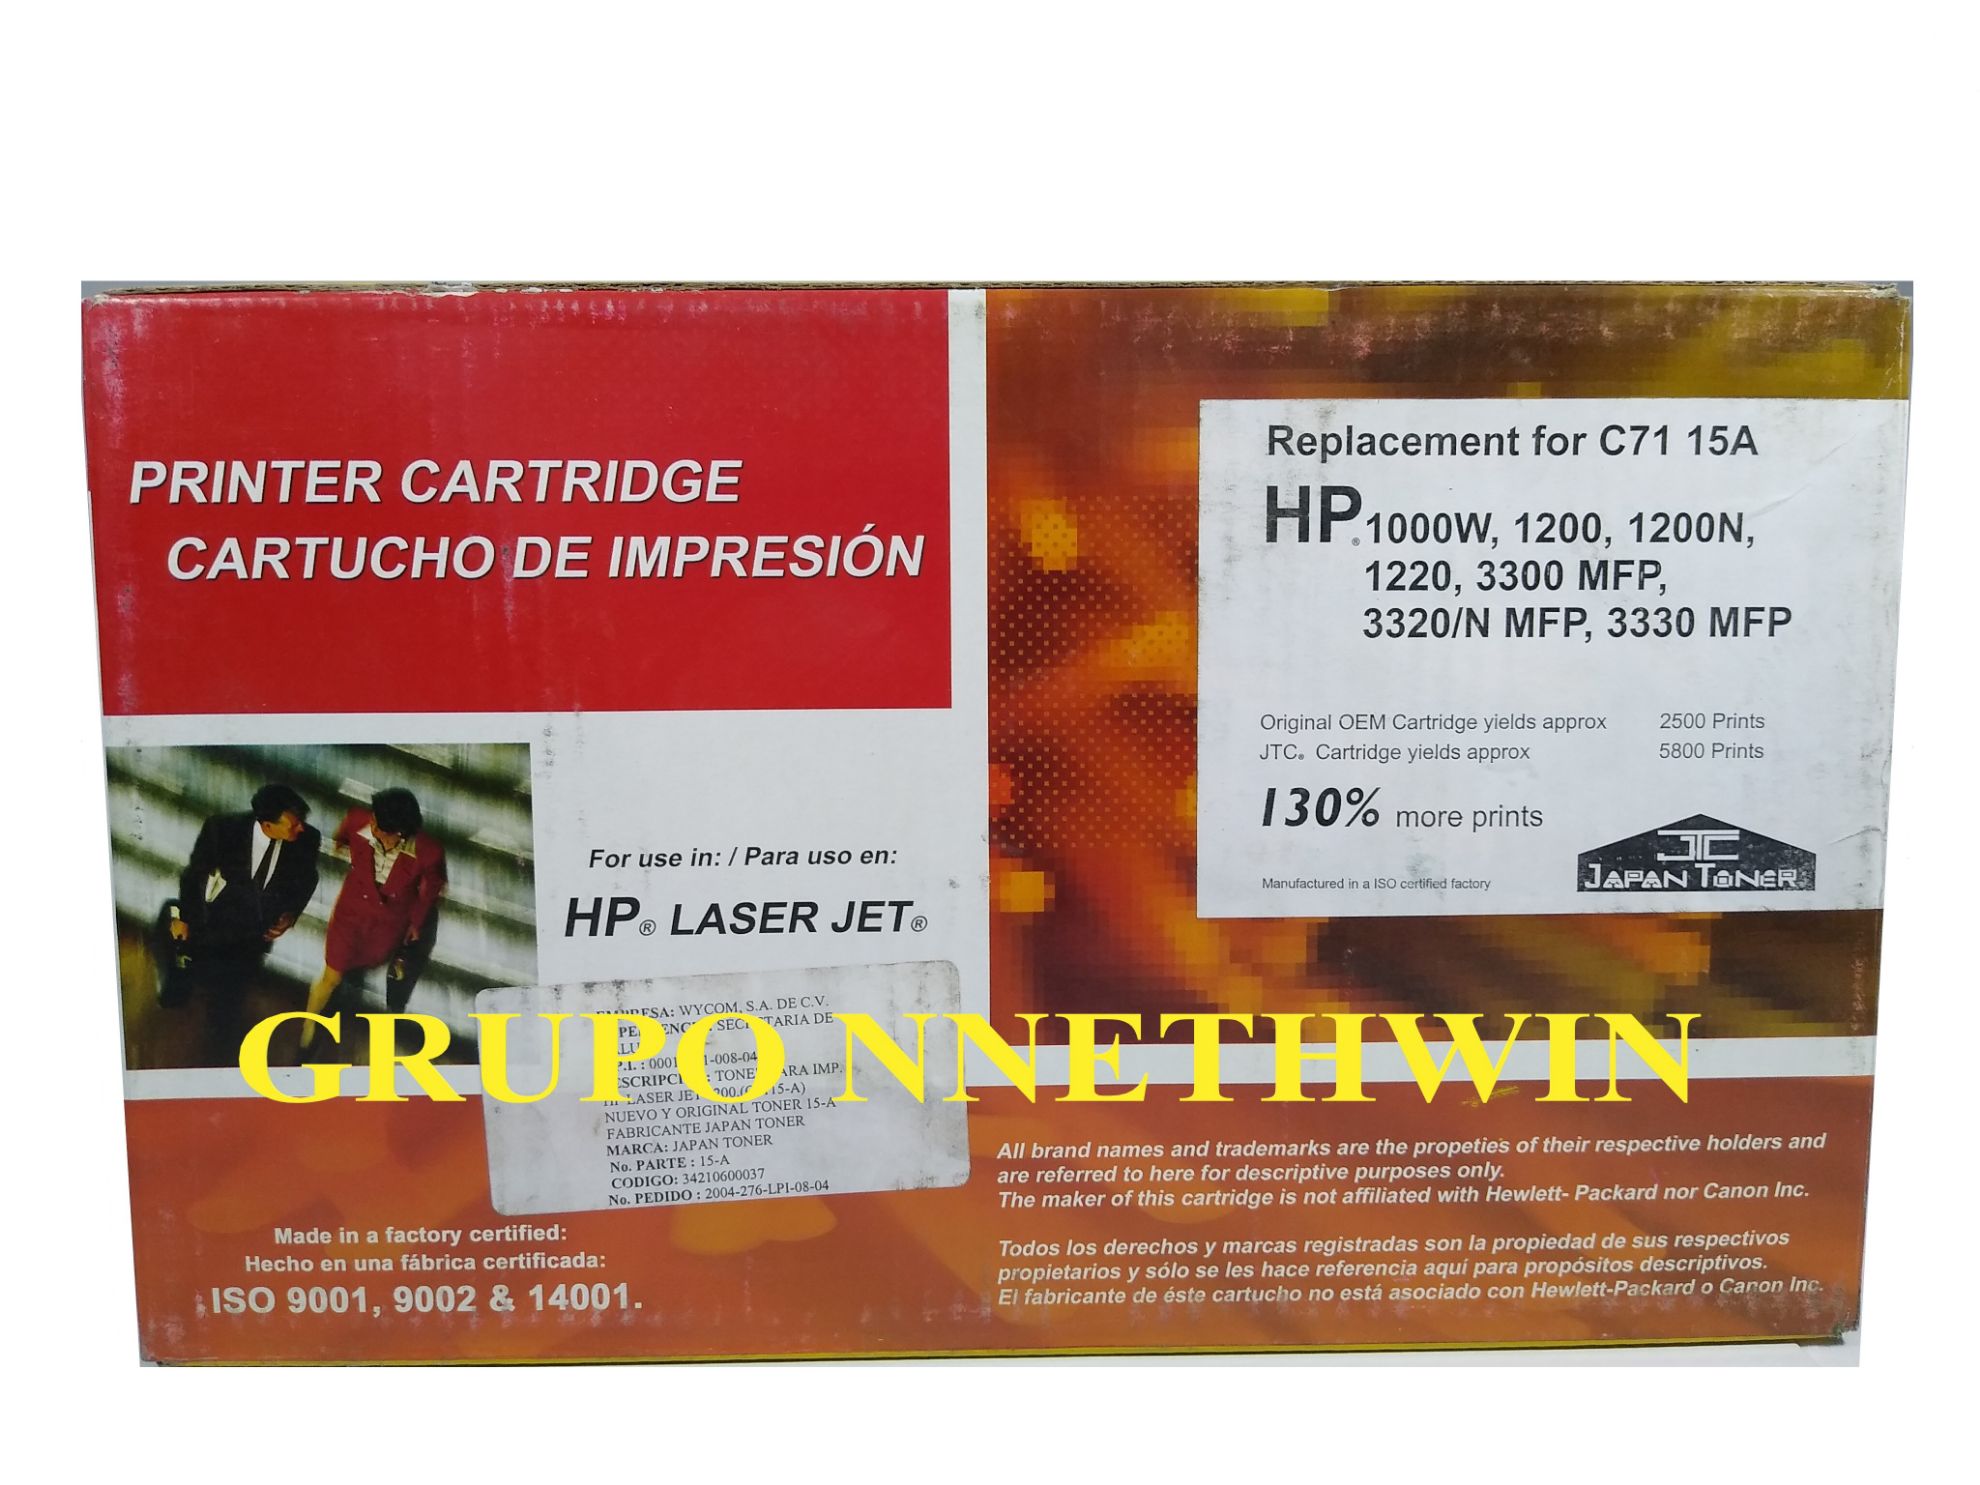 PRINTER CARTRIDGE
CARTUCHO DE IMPRESIÓN
For use in: / Para uso en:
HP® LASER JET®
EMPRESA: WYCOM, S.A. DE C.V.
DE
008-04
IMP.
NUEVO Y ORIGINAL TONER 15-A
FABRICANTE JAPAN TONER
MARCA: JAPAN TONER
No. PARTE : 15-A
CODIGO: 34210600037
No. PEDIDO : 2004-276-LPI-08-04
Made in a factory certified:
Hecho en una fábrica certificada:
ISO 9001, 9002 & 14001.
Replacement for C71 15A
HP® 1000W, 1200, 1200N,
1220, 3300 MFP,
3320/N MFP, 3330 MFP
Original OEM Cartridge yields approx 2500 Prints
JTC® Cartridge yields approx 5800 Prints
130% more prints
Manufactured in a ISO certified factory
JTC
JAPAN TONER
GRUPO NNETHWIN
All brand names and trademarks are the propeties of their respective holders and
are referred to here for descriptive purposes only.
The maker of this cartridge is not affiliated with Hewlett- Packard nor Canon Inc.
Todos los derechos y marcas registradas son la propiedad de sus respectivos
propietarios y sólo se les hace referencia aquí para propósitos descriptivos.
El fabricante de éste cartucho no está asociado con Hewlett-Packard o Canon Inc.